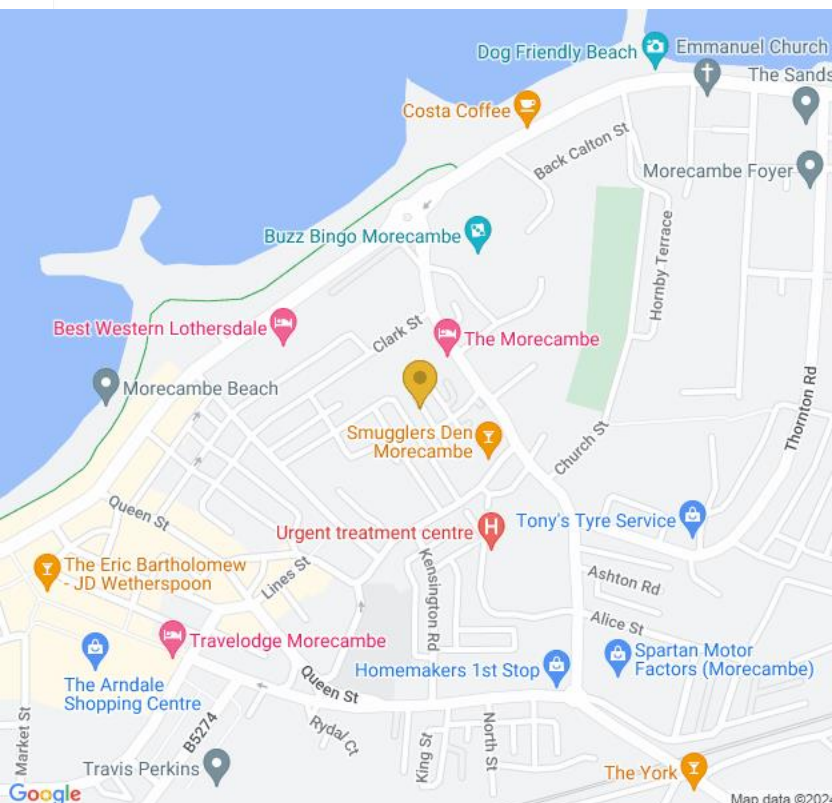 Dog Friendly Beach
Emmanuel Church
The Sands
Costa Coffee
Back Calton St
Morecambe Foyer
Buzz Bingo Morecambe
Hornby Terrace
Best Western Lothersdale
Clark St
The Morecambe
Morecambe Beach
Thornton Rd
Smugglers Den
Morecambe
Church St
Queen St
Urgent treatment centre
Tony's Tyre Service
The Eric Bartholomew
- JD Wetherspoon
Lines St
Kensington Rd
Ashton Rd
Alice St
Travelodge Morecambe
Spartan Motor
Factors (Morecambe)
Homemakers 1st Stop
The Arndale
Shopping Centre
Queen St
Market St
B5274
Rydal Ct
King St
North St
Travis Perkins
The York
Google
Map data ©202